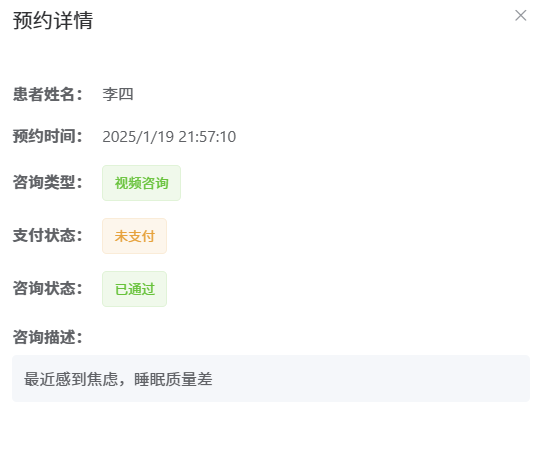 预约详情
患者姓名： 李四
预约时间： 2025/1/19 21:57:10
咨询类型： 视频咨询
支付状态： 未支付
咨询状态： 已通过
咨询描述：
最近感到焦虑，睡眠质量差